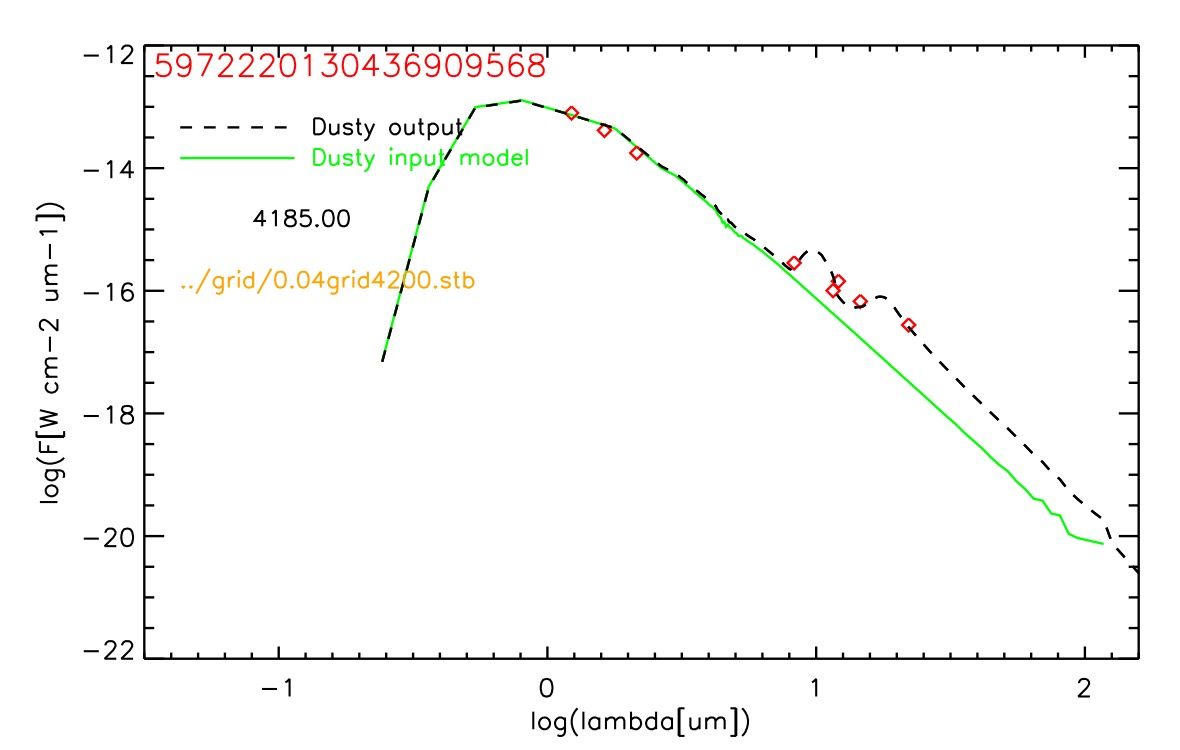 5972220130436909568
Dusty output
Dusty input model
4185.00
../grid/0.04grid4200.stb
log(F[W cm-2 um-1])
-12
-14
-16
-18
-20
-22
-1
0
1
2
log(lambda[um])